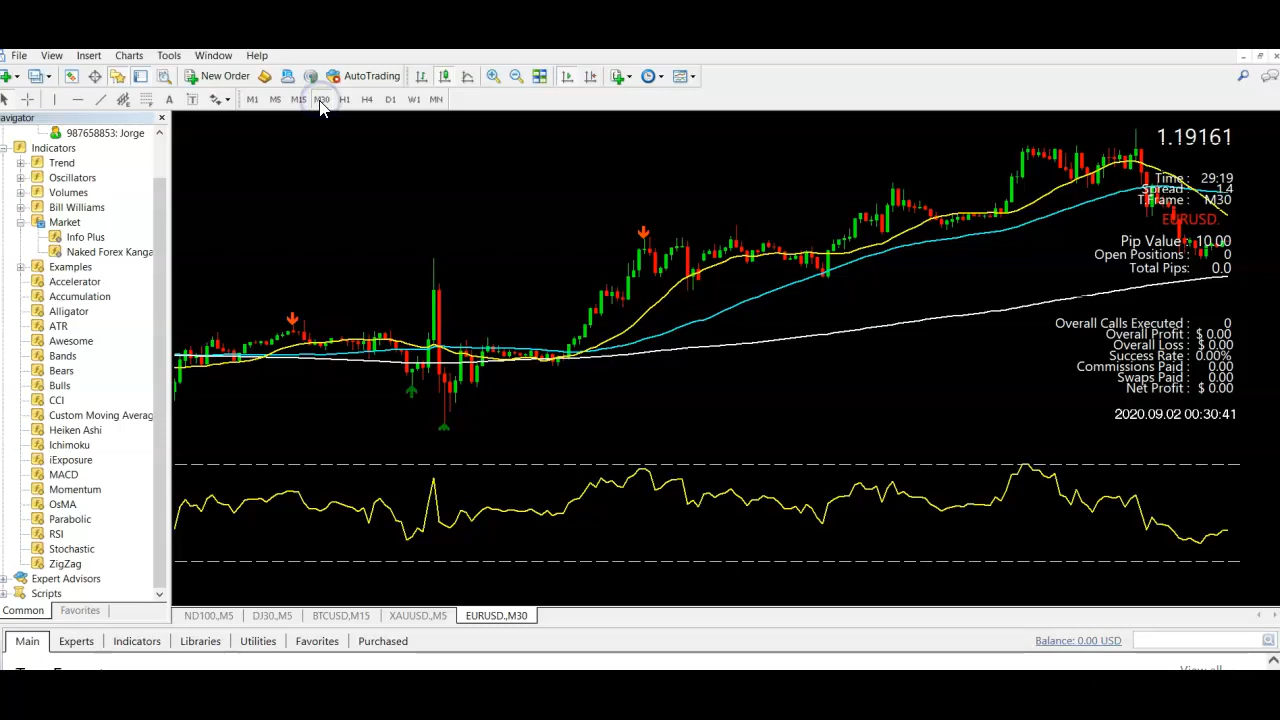 File View Insert Charts Tools Window Help
New Order AutoTrading
A T M1 M5 M15 M30 H1 H4 D1 W1 MN
avigator
987658853: Jorge
Indicators
Trend
Oscillators
Volumes
Bill Williams
Market
Info Plus
Naked Forex Kanga
Examples
Accelerator
Accumulation
Alligator
ATR
Awesome
Bands
Bears
Bulls
CCI
Custom Moving Averag
Heiken Ashi
Ichimoku
iExposure
MACD
Momentum
OsMA
Parabolic
RSI
Stochastic
ZigZag
Expert Advisors
Scripts
Common Favorites
1.19161
Time : 29:19
Spread : 1.4
T.Frame : M30
EURUSD.
Pip Value : 10.00
Open Positions : 0
Total Pips: 0.0
Overall Calls Executed : 0
Overall Profit : $ 0.00
Overall Loss : $ 0.00
Success Rate : 0.00%
Commissions Paid : 0.00
Swaps Paid : 0.00
Net Profit : $ 0.00
2020.09.02 00:30:41
ND100.,M5 DJ30.,M5 BTCUSD,M15 XAUUSD.,M5 EURUSD.,M30
Main Experts Indicators Libraries Utilities Favorites Purchased Balance: 0.00 USD